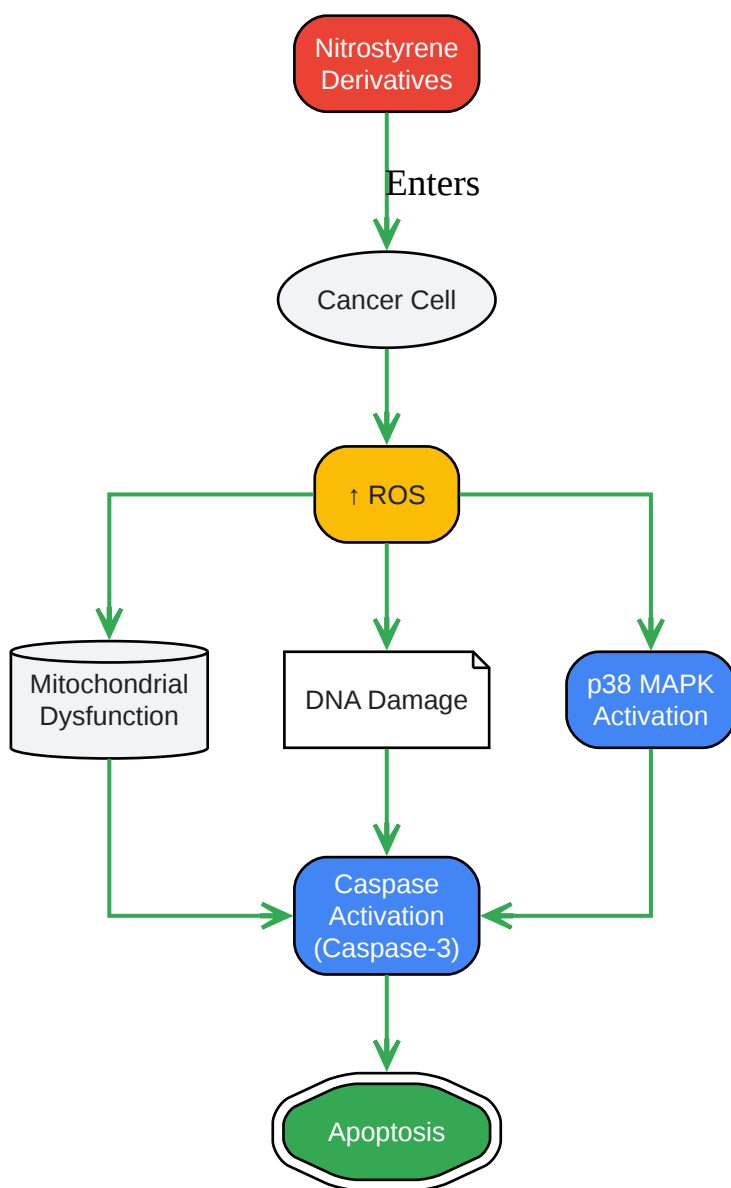 Nitrostyrene
Derivatives
Enters
Cancer Cell
↑ ROS
Mitochondrial
Dysfunction
DNA Damage
p38 MAPK
Activation
Caspase
Activation
(Caspase-3)
Apoptosis